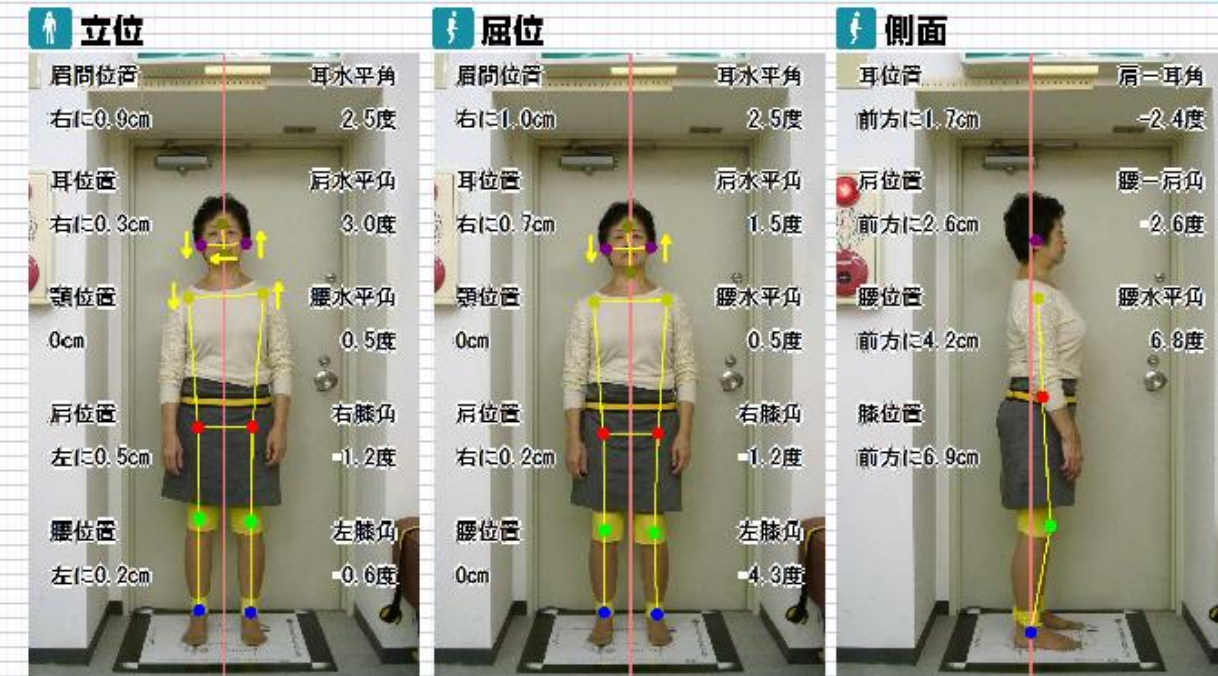 立位
眉間位置
耳水平角
右に0.9cm
2.5度
耳位置
肩水平角
右に0.3cm
3.0度
顎位置
腰水平角
0cm
0.5度
肩位置
右膝角
左に0.5cm
-1.2度
腰位置
左膝角
左に0.2cm
-0.6度
屈位
眉間位置
耳水平角
右に1.0cm
2.5度
耳位置
肩水平角
右に0.7cm
1.5度
顎位置
腰水平角
0cm
0.5度
肩位置
右膝角
右に0.2cm
-1.2度
腰位置
左膝角
0cm
-4.3度
側面
耳位置
肩－耳角
前方に1.7cm
-2.4度
肩位置
腰－肩角
前方に2.6cm
-2.6度
腰位置
腰水平角
前方に4.2cm
6.8度
膝位置
前方に6.9cm